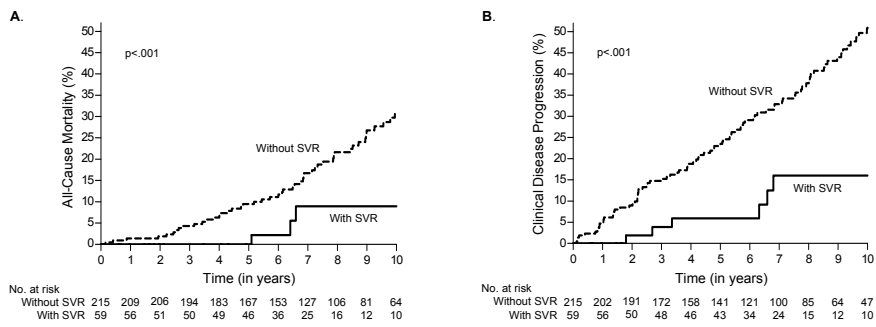 A.
All-Cause Mortality (%)
50
45
40
35
30
25
20
15
10
5
0
p<.001
Without SVR
With SVR
0 1 2 3 4 5 6 7 8 9 10
Time (in years)
No. at risk
Without SVR 215 209 206 194 183 167 153 127 106 81 64
With SVR 59 56 51 50 49 46 36 25 16 12 10
B.
Clinical Disease Progression (%)
50
45
40
35
30
25
20
15
10
5
0
p<.001
Without SVR
With SVR
0 1 2 3 4 5 6 7 8 9 10
Time (in years)
No. at risk
Without SVR 215 202 191 172 158 141 121 100 85 64 47
With SVR 59 56 50 48 46 43 34 24 15 12 10